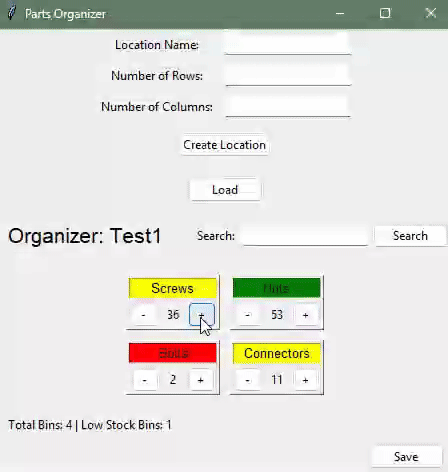 Parts Organizer
Location Name:
Number of Rows:
Number of Columns:
Create Location
Load
Organizer: Test1 Search: Search
Screws Nuts
- 36 + - 53 +
Bolts Connectors
- 2 + - 11 +
Total Bins: 4 | Low Stock Bins: 1
Save